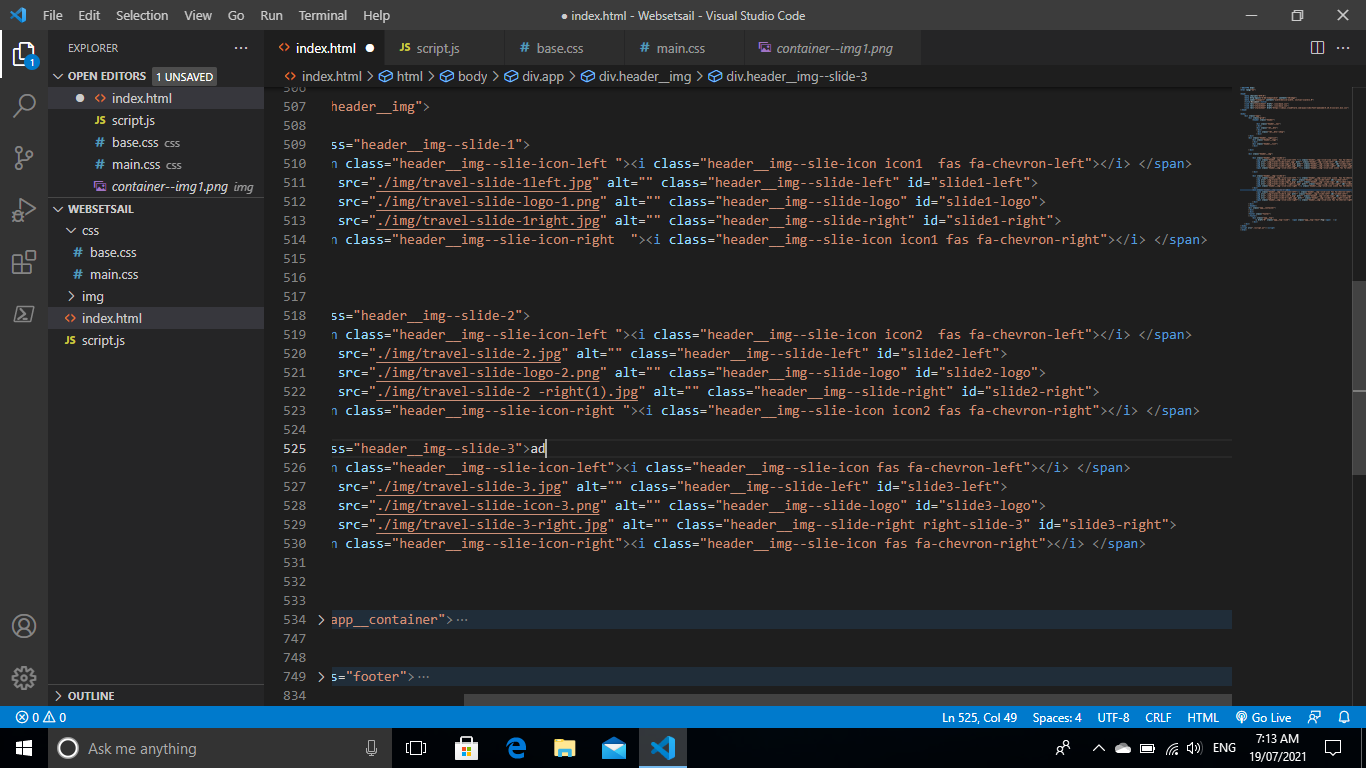 File Edit Selection View Go Run Terminal Help
● index.html - Websetsail - Visual Studio Code
EXPLORER
index.html ● JS script.js # base.css # main.css container--img1.png
OPEN EDITORS 1 UNSAVED
index.html > html > body > div.app > div.header__img > div.header__img--slide-3
index.html
JS script.js
# base.css css
# main.css css
container--img1.png img
WEBSETSAIL
css
# base.css
# main.css
img
index.html
JS script.js
OUTLINE
506
507 header__img">
508
509 ss="header__img--slide-1">
510 n class="header__img--slie-icon-left "><i class="header__img--slie-icon icon1  fas fa-chevron-left"></i> </span>
511 src="./img/travel-slide-1left.jpg" alt="" class="header__img--slide-left" id="slide1-left">
512 src="./img/travel-slide-logo-1.png" alt="" class="header__img--slide-logo" id="slide1-logo">
513 src="./img/travel-slide-1right.jpg" alt="" class="header__img--slide-right" id="slide1-right">
514 n class="header__img--slie-icon-right  "><i class="header__img--slie-icon icon1 fas fa-chevron-right"></i> </span>
515
516
517
518 ss="header__img--slide-2">
519 n class="header__img--slie-icon-left "><i class="header__img--slie-icon icon2  fas fa-chevron-left"></i> </span>
520 src="./img/travel-slide-2.jpg" alt="" class="header__img--slide-left" id="slide2-left">
521 src="./img/travel-slide-logo-2.png" alt="" class="header__img--slide-logo" id="slide2-logo">
522 src="./img/travel-slide-2 -right(1).jpg" alt="" class="header__img--slide-right" id="slide2-right">
523 n class="header__img--slie-icon-right "><i class="header__img--slie-icon icon2 fas fa-chevron-right"></i> </span>
524
525 ss="header__img--slide-3">ad
526 n class="header__img--slie-icon-left"><i class="header__img--slie-icon fas fa-chevron-left"></i> </span>
527 src="./img/travel-slide-3.jpg" alt="" class="header__img--slide-left" id="slide3-left">
528 src="./img/travel-slide-icon-3.png" alt="" class="header__img--slide-logo" id="slide3-logo">
529 src="./img/travel-slide-3-right.jpg" alt="" class="header__img--slide-right right-slide-3" id="slide3-right">
530 n class="header__img--slie-icon-right"><i class="header__img--slie-icon fas fa-chevron-right"></i> </span>
531
532
533
534 app__container">···
747
748
749 s="footer">···
834
1
0 0
Ln 525, Col 49 Spaces: 4 UTF-8 CRLF HTML Go Live
Ask me anything
ENG
7:13 AM
19/07/2021